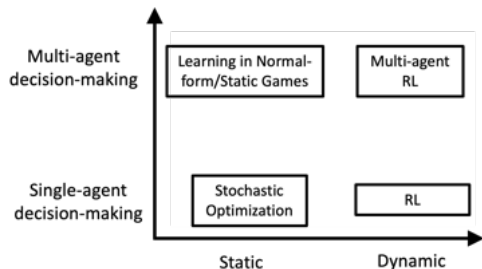 Multi-agent
decision-making
Learning in Normal-
form/Static Games
Multi-agent
RL
Single-agent
decision-making
Stochastic
Optimization
RL
Static
Dynamic